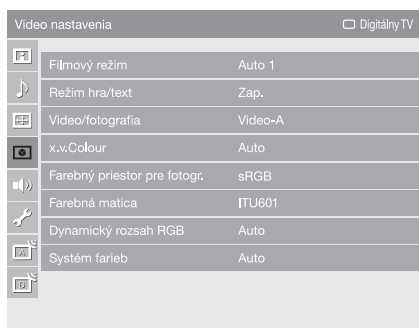 Video nastavenia
Digitálny TV
Filmový režim Auto 1
Režim hra/text Zap.
Video/fotografia Video-A
x.v.Colour Auto
Farebný priestor pre fotogr. sRGB
Farebná matica ITU601
Dynamický rozsah RGB Auto
Systém farieb Auto
A
D